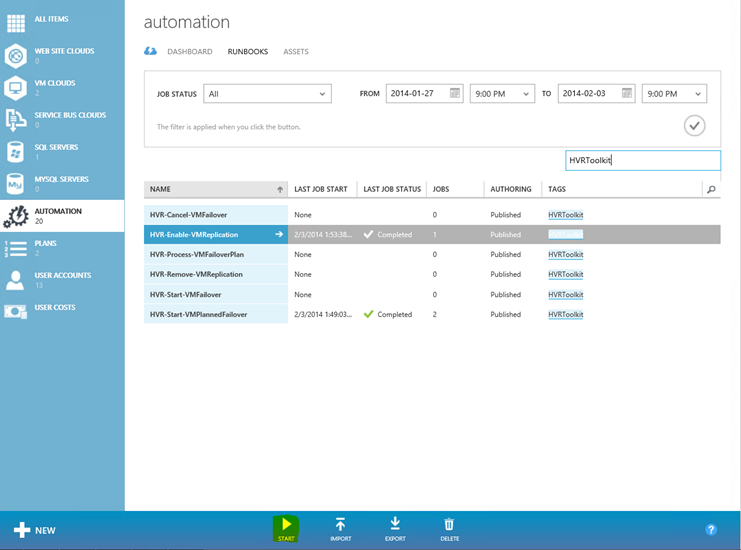 ALL ITEMS
WEB SITE CLOUDS
0
VM CLOUDS
2
SERVICE BUS CLOUDS
0
SQL SERVERS
1
My
MYSQL SERVERS
0
AUTOMATION
20
1
2
3
PLANS
2
USER ACCOUNTS
13
USER COSTS
automation
DASHBOARD RUNBOOKS ASSETS
JOB STATUS All FROM 2014-01-27 9:00 PM TO 2014-02-03 9:00 PM
The filter is applied when you click the button.
HVRToolkit
NAME LAST JOB START LAST JOB STATUS JOBS AUTHORING TAGS
HVR-Cancel-VMFailover None 0 Published HVRToolkit
HVR-Enable-VMReplication 2/3/2014 1:53:38... Completed 1 Published HVRToolkit
HVR-Process-VMFailoverPlan None 0 Published HVRToolkit
HVR-Remove-VMReplication None 0 Published HVRToolkit
HVR-Start-VMFailover None 0 Published HVRToolkit
HVR-Start-VMPlannedFailover 2/3/2014 1:49:03... Completed 2 Published HVRToolkit
NEW START IMPORT EXPORT DELETE ?